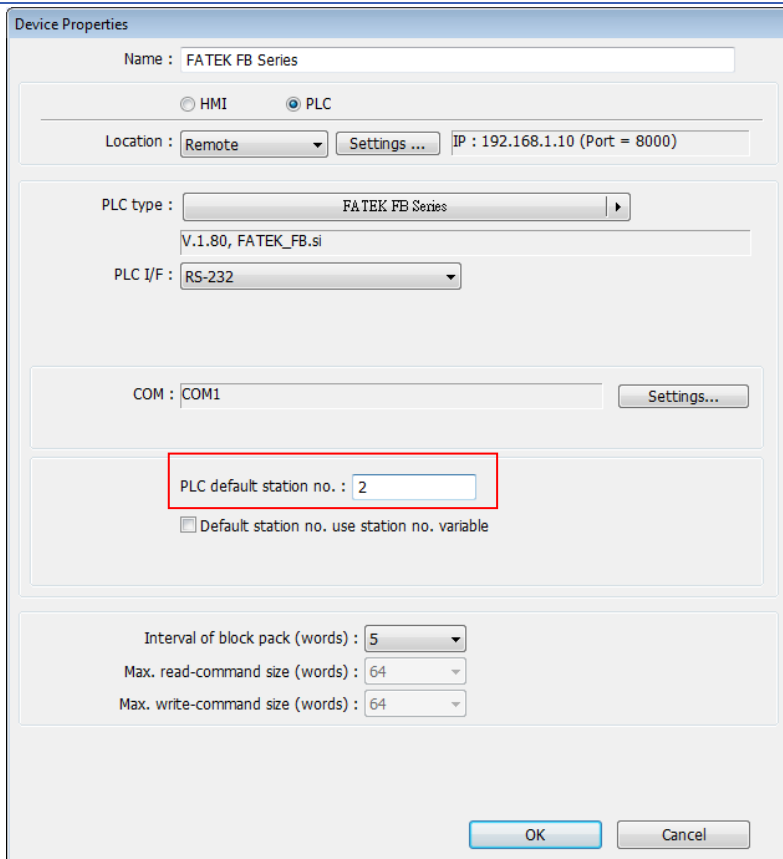 Device Properties
Name : FATEK FB Series
HMI PLC
Location : Remote Settings ... IP : 192.168.1.10 (Port = 8000)
PLC type : FATEK FB Series
V.1.80, FATEK_FB.si
PLC I/F : RS-232
COM : COM1 Settings...
PLC default station no. : 2
Default station no. use station no. variable
Interval of block pack (words) : 5
Max. read-command size (words) : 64
Max. write-command size (words) : 64
OK Cancel